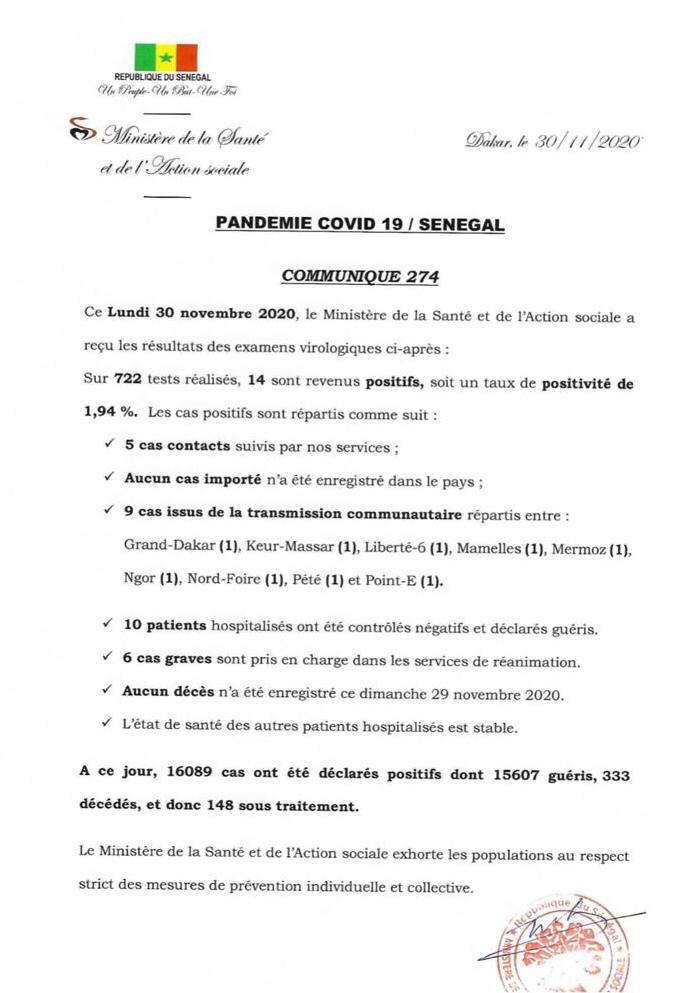 REPUBLIQUE DU SENEGAL
Un Peuple-Un But-Une Foi
Ministère de la Santé
et de l'Action sociale
Dakar, le 30/11/2020
PANDEMIE COVID 19 / SENEGAL
COMMUNIQUE 274
Ce Lundi 30 novembre 2020, le Ministère de la Santé et de l'Action sociale a
reçu les résultats des examens virologiques ci-après :
Sur 722 tests réalisés, 14 sont revenus positifs, soit un taux de positivité de
1,94 %. Les cas positifs sont répartis comme suit :
✓ 5 cas contacts suivis par nos services ;
✓ Aucun cas importé n'a été enregistré dans le pays ;
✓ 9 cas issus de la transmission communautaire répartis entre :
Grand-Dakar (1), Keur-Massar (1), Liberté-6 (1), Mamelles (1), Mermoz (1),
Ngor (1), Nord-Foire (1), Pété (1) et Point-E (1).
✓ 10 patients hospitalisés ont été contrôlés négatifs et déclarés guéris.
✓ 6 cas graves sont pris en charge dans les services de réanimation.
✓ Aucun décès n'a été enregistré ce dimanche 29 novembre 2020.
✓ L'état de santé des autres patients hospitalisés est stable.
A ce jour, 16089 cas ont été déclarés positifs dont 15607 guéris, 333
décédés, et donc 148 sous traitement.
Le Ministère de la Santé et de l'Action sociale exhorte les populations au respect
strict des mesures de prévention individuelle et collective.
République du Sénégal
MINISTÈRE DE
SOCIALE